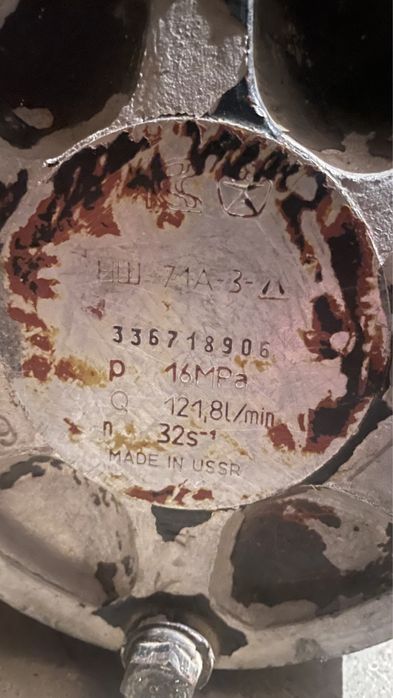 НШ 71А-3-Л
336718906
p 16MPa
Q 121,8l/min
n 32s⁻¹
MADE IN USSR